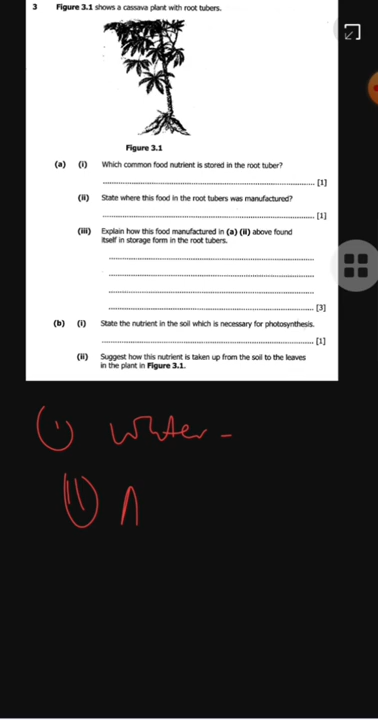 3 Figure 3.1 shows a cassava plant with root tubers.
Figure 3.1
(a) (i) Which common food nutrient is stored in the root tuber?
[1]
(ii) State where this food in the root tubers was manufactured?
[1]
(iii) Explain how this food manufactured in (a) (ii) above found
itself in storage form in the root tubers.
[3]
(b) (i) State the nutrient in the soil which is necessary for photosynthesis.
[1]
(ii) Suggest how this nutrient is taken up from the soil to the leaves
in the plant in Figure 3.1.
(i) water -
(ii)